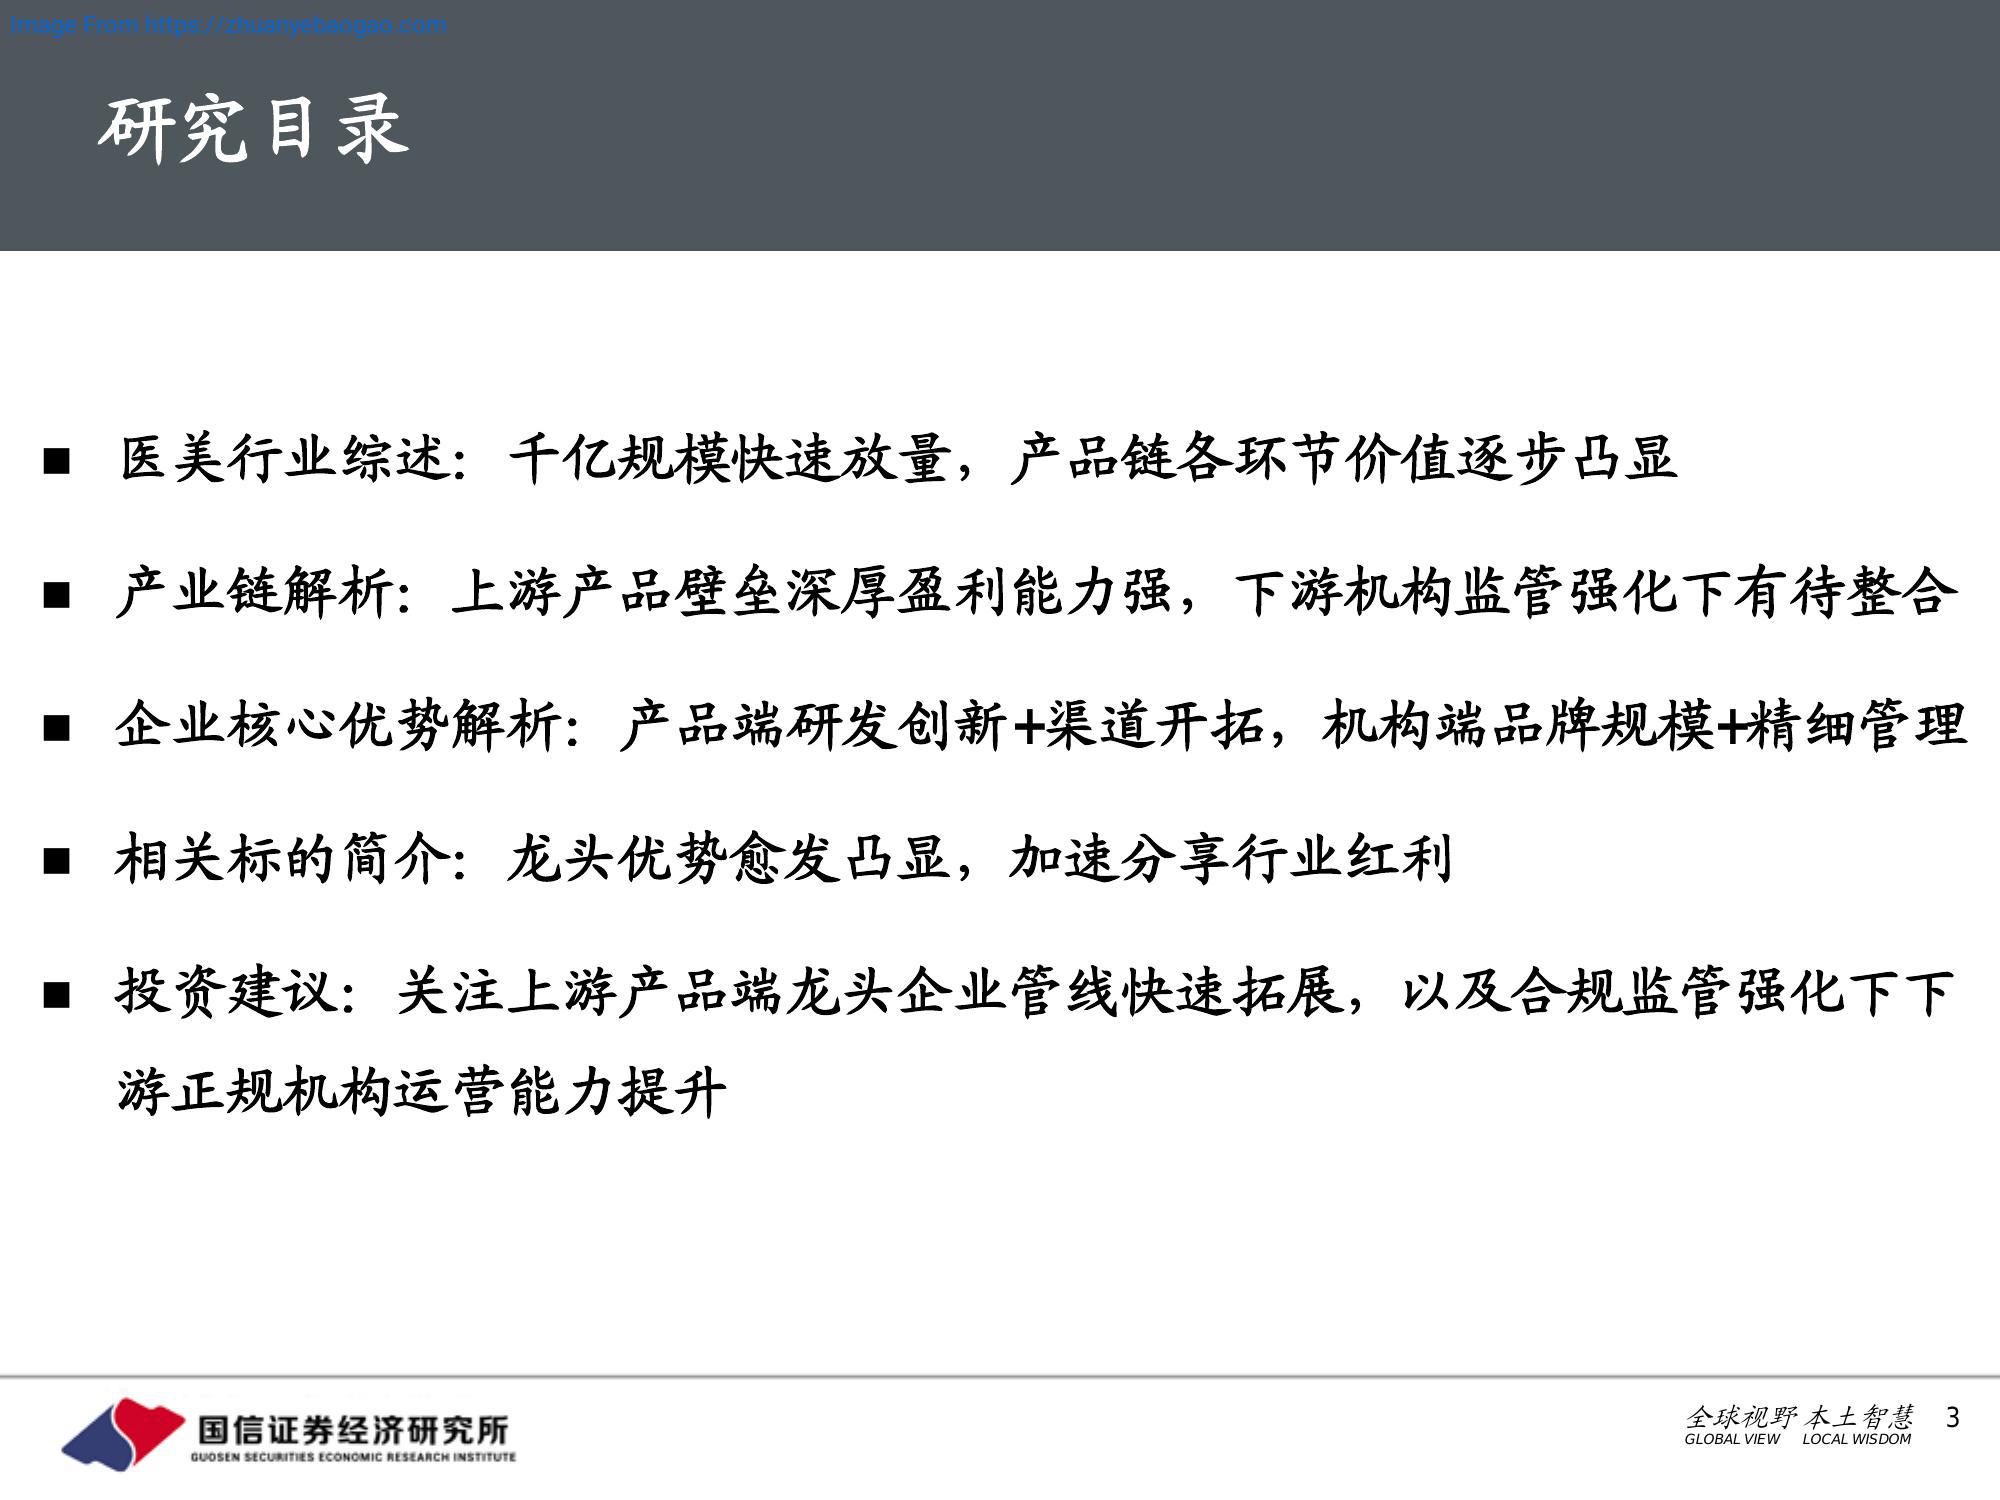 Image From https://zhuanyebaogao.com
研究目录
■ 医美行业综述：千亿规模快速放量，产品链各环节价值逐步凸显
■ 产业链解析：上游产品壁垒深厚盈利能力强，下游机构监管强化下有待整合
■ 企业核心优势解析：产品端研发创新+渠道开拓，机构端品牌规模+精细管理
■ 相关标的简介：龙头优势愈发凸显，加速分享行业红利
■ 投资建议：关注上游产品端龙头企业管线快速拓展，以及合规监管强化下下
游正规机构运营能力提升
国信证券经济研究所
GUOSEN SECURITIES ECONOMIC RESEARCH INSTITUTE
全球视野 本土智慧 3
GLOBAL VIEW LOCAL WISDOM